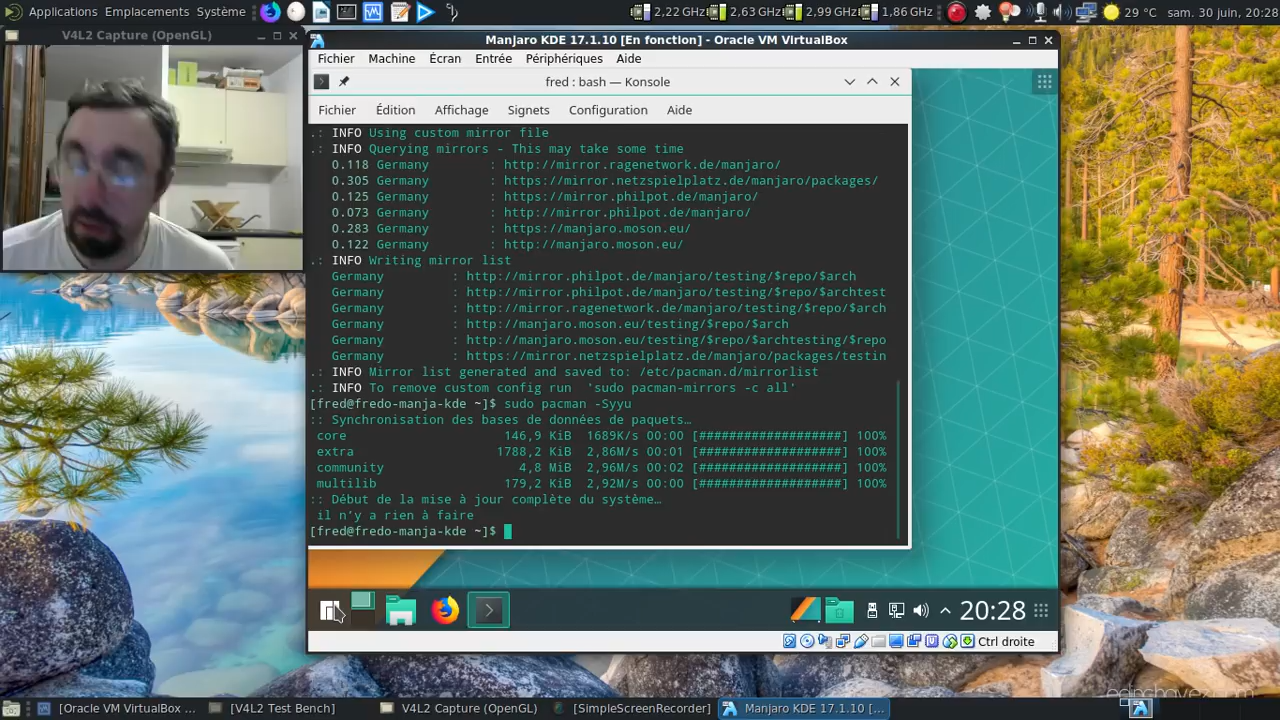 Applications Emplacements Système
2,22 GHz 2,63 GHz 2,99 GHz 1,86 GHz
29 °C sam. 30 juin, 20:28
V4L2 Capture (OpenGL)
Manjaro KDE 17.1.10 [En fonction] - Oracle VM VirtualBox
Fichier Machine Écran Entrée Périphériques Aide
fred : bash — Konsole
Fichier Édition Affichage Signets Configuration Aide
.: INFO Using custom mirror file
.: INFO Querying mirrors - This may take some time
0.118 Germany : http://mirror.ragenetwork.de/manjaro/
0.305 Germany : https://mirror.netzspielplatz.de/manjaro/packages/
0.125 Germany : https://mirror.philpot.de/manjaro/
0.073 Germany : http://mirror.philpot.de/manjaro/
0.283 Germany : https://manjaro.moson.eu/
0.122 Germany : http://manjaro.moson.eu/
.: INFO Writing mirror list
Germany : http://mirror.philpot.de/manjaro/testing/$repo/$arch
Germany : https://mirror.philpot.de/manjaro/testing/$repo/$archtest
Germany : http://mirror.ragenetwork.de/manjaro/testing/$repo/$arch
Germany : http://manjaro.moson.eu/testing/$repo/$arch
Germany : https://manjaro.moson.eu/testing/$repo/$archtesting/$repo
Germany : https://mirror.netzspielplatz.de/manjaro/packages/testin
.: INFO Mirror list generated and saved to: /etc/pacman.d/mirrorlist
.: INFO To remove custom config run 'sudo pacman-mirrors -c all'
[fred@fredo-manja-kde ~]$ sudo pacman -Syyu
:: Synchronisation des bases de données de paquets…
core 146,9 KiB 1689K/s 00:00 [###################] 100%
extra 1788,2 KiB 2,86M/s 00:01 [###################] 100%
community 4,8 MiB 2,96M/s 00:02 [###################] 100%
multilib 179,2 KiB 2,92M/s 00:00 [###################] 100%
:: Début de la mise à jour complète du système…
il n'y a rien à faire
[fred@fredo-manja-kde ~]$
20:28
Ctrl droite
[Oracle VM VirtualBox ... [V4L2 Test Bench] V4L2 Capture (OpenGL) [SimpleScreenRecorder] Manjaro KDE 17.1.10 [...